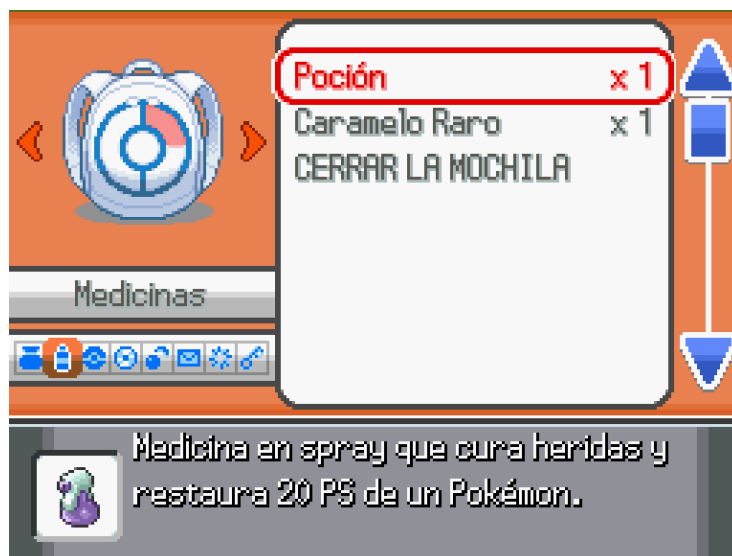 Poción x 1
Caramelo Raro x 1
CERRAR LA MOCHILA
Medicinas
Medicina en spray que cura heridas y
restaura 20 PS de un Pokémon.